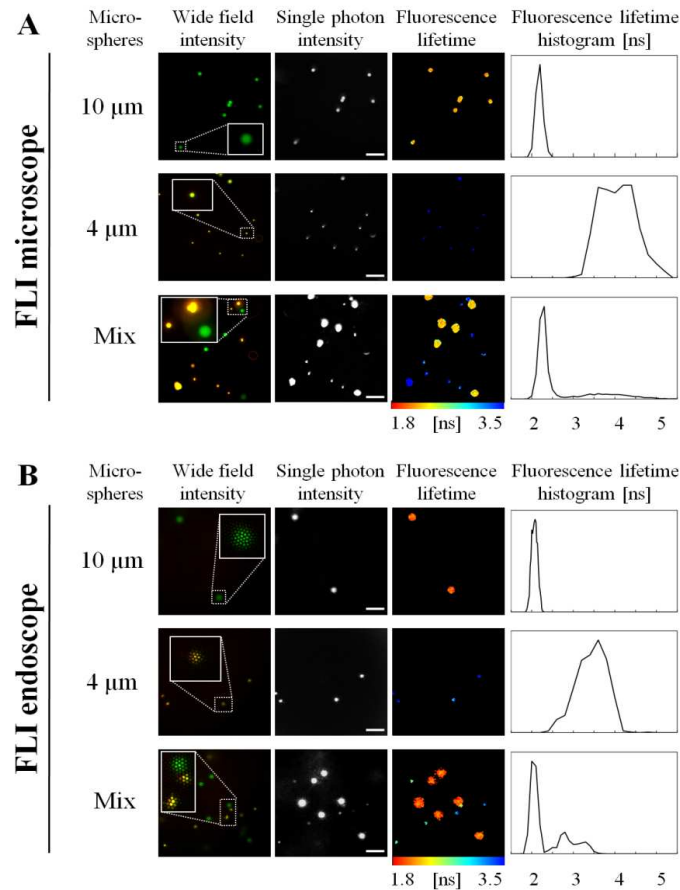 A
Micro-
spheres
Wide field
intensity
Single photon
intensity
Fluorescence
lifetime
Fluorescence lifetime
histogram [ns]
FLI microscope
10 μm
4 μm
Mix
1.8 [ns] 3.5
2 3 4 5
B
Micro-
spheres
Wide field
intensity
Single photon
intensity
Fluorescence
lifetime
Fluorescence lifetime
histogram [ns]
FLI endoscope
10 μm
4 μm
Mix
1.8 [ns] 3.5
2 3 4 5